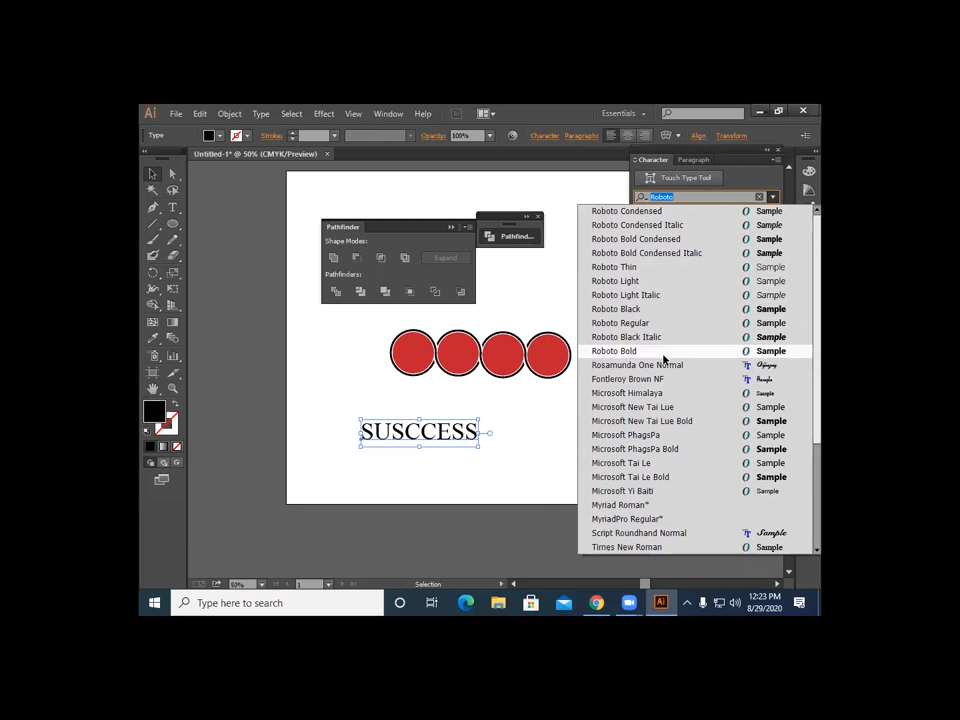 Ai File Edit Object Type Select Effect View Window Help Br Essentials
Type Stroke: Opacity: 100% Character Paragraphs Align Transform
Untitled-1* @ 50% (CMYK/Preview) ×
Character Paragraph
Touch Type Tool
Roboto
Pathfinder
Pathfind...
Shape Modes:
Expand
Pathfinders:
Roboto Condensed Sample
Roboto Condensed Italic Sample
Roboto Bold Condensed Sample
Roboto Bold Condensed Italic Sample
Roboto Thin Sample
Roboto Light Sample
Roboto Light Italic Sample
Roboto Black Sample
Roboto Regular Sample
Roboto Black Italic Sample
Roboto Bold Sample
Rosamunda One Normal
Fontleroy Brown NF Sample
Microsoft Himalaya Sample
Microsoft New Tai Lue Sample
Microsoft New Tai Lue Bold Sample
Microsoft PhagsPa Sample
Microsoft PhagsPa Bold Sample
Microsoft Tai Le Sample
Microsoft Tai Le Bold Sample
Microsoft Yi Baiti Sample
Myriad Roman*
MyriadPro Regular*
Script Roundhand Normal Sample
Times New Roman Sample
SUSCCESS
50% 1 Selection
Type here to search
Ai
12:23 PM
8/29/2020